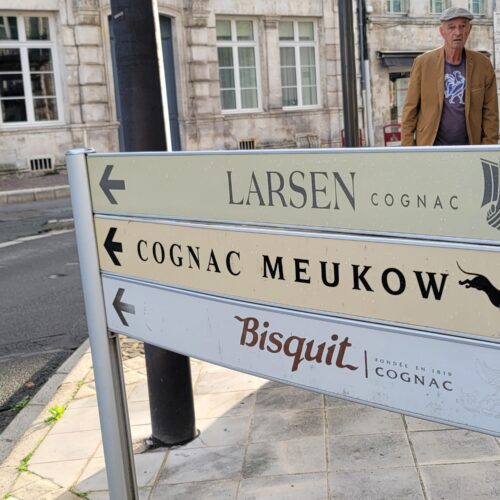 LARSEN COGNAC
COGNAC MEUKOW
Bisquit
FONDÉE EN 1819
COGNAC